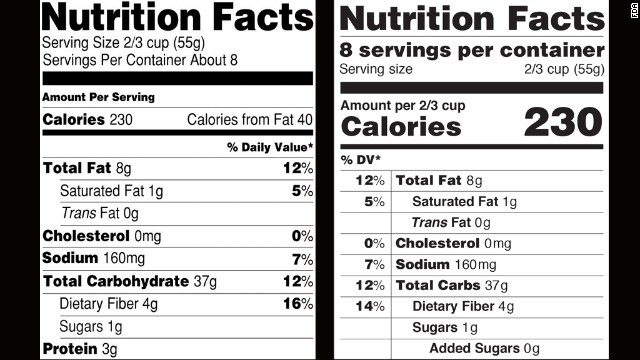 Nutrition Facts
Serving Size 2/3 cup (55g)
Servings Per Container About 8
Amount Per Serving
Calories 230 Calories from Fat 40
% Daily Value*
Total Fat 8g 12%
Saturated Fat 1g 5%
Trans Fat 0g
Cholesterol 0mg 0%
Sodium 160mg 7%
Total Carbohydrate 37g 12%
Dietary Fiber 4g 16%
Sugars 1g
Protein 3g
Nutrition Facts
8 servings per container
Serving size 2/3 cup (55g)
Amount per 2/3 cup
Calories 230
% DV*
12% Total Fat 8g
5% Saturated Fat 1g
Trans Fat 0g
0% Cholesterol 0mg
7% Sodium 160mg
12% Total Carbs 37g
14% Dietary Fiber 4g
Sugars 1g
Added Sugars 0g
FDA